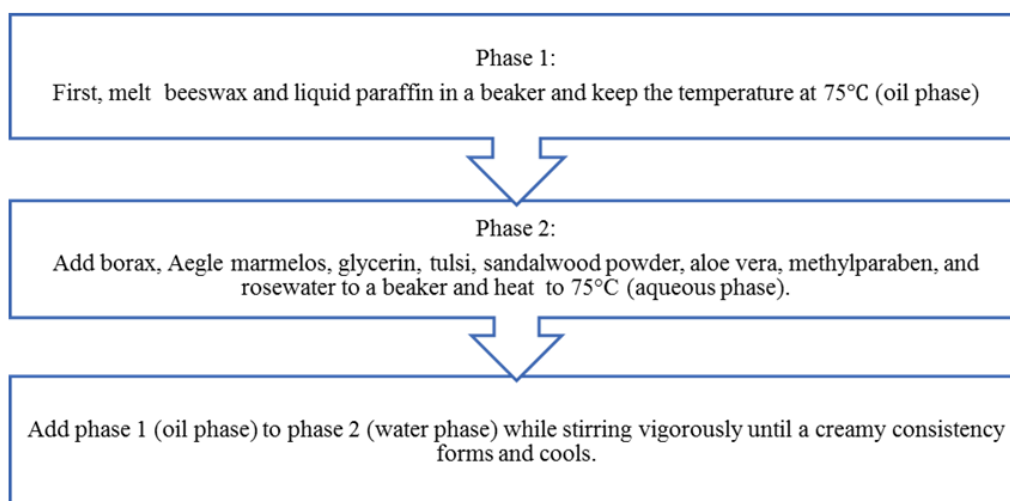 Phase 1:
First, melt beeswax and liquid paraffin in a beaker and keep the temperature at 75°C (oil phase)
Phase 2:
Add borax, Aegle marmelos, glycerin, tulsi, sandalwood powder, aloe vera, methylparaben, and
rosewater to a beaker and heat to 75°C (aqueous phase).
Add phase 1 (oil phase) to phase 2 (water phase) while stirring vigorously until a creamy consistency
forms and cools.